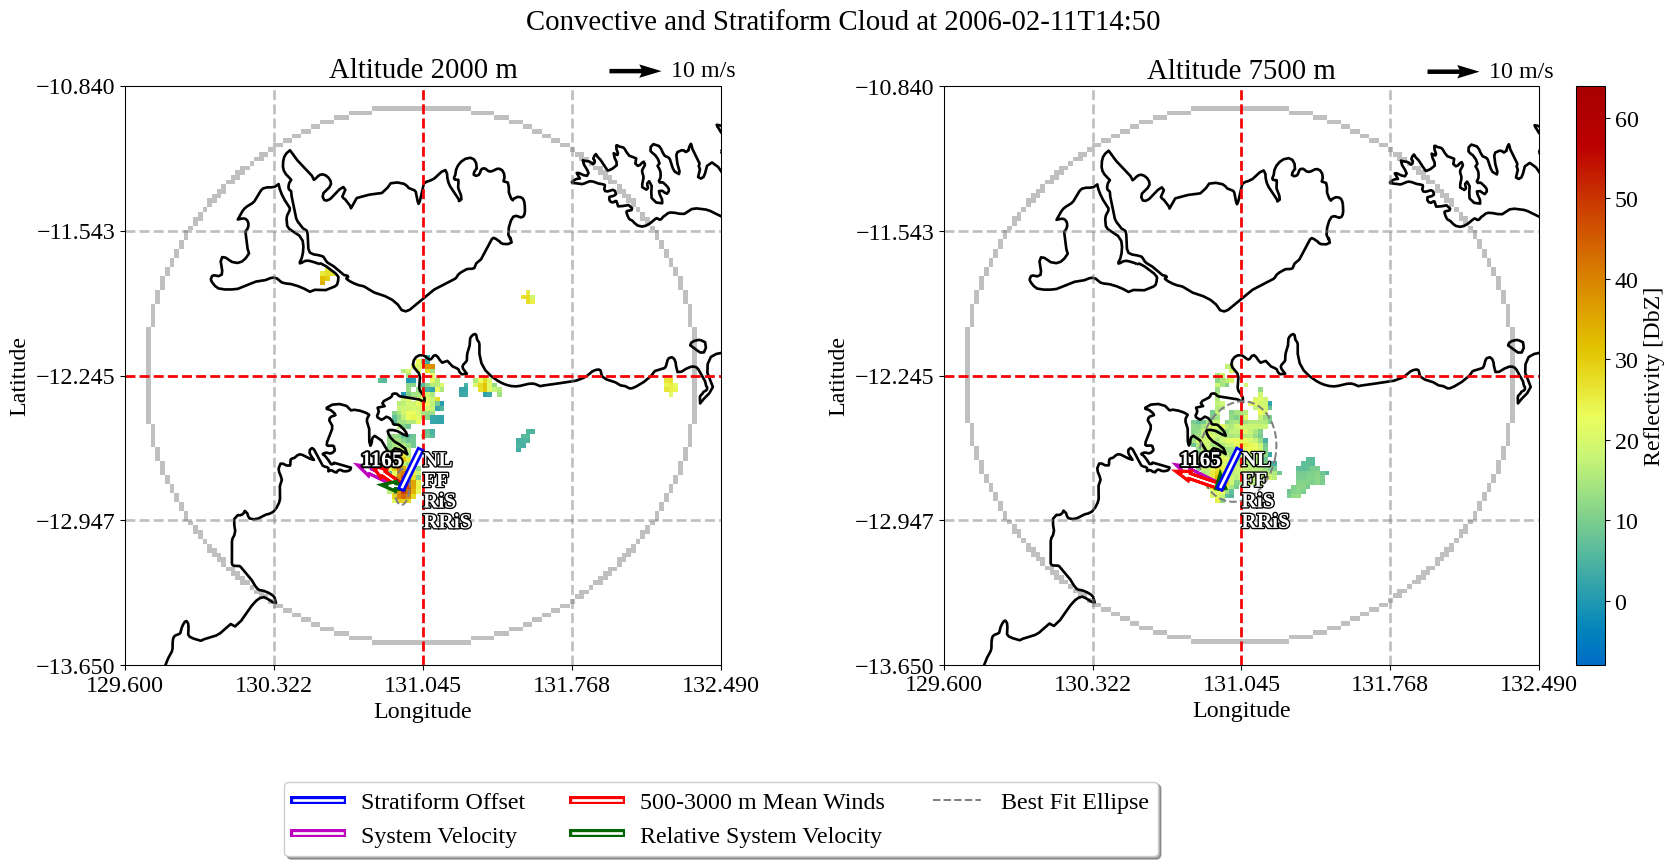 Convective and Stratiform Cloud at 2006-02-11T14:50
Altitude 2000 m
10 m/s
−10.840
−11.543
−12.245
−12.947
−13.650
Latitude
1165
NL
FF
RiS
RRiS
129.600 130.322 131.045 131.768 132.490
Longitude
Altitude 7500 m
10 m/s
−10.840
−11.543
−12.245
−12.947
−13.650
Latitude
1165
NL
FF
RiS
RRiS
129.600 130.322 131.045 131.768 132.490
Longitude
60
50
40
30
20
10
0
Reflectivity [DbZ]
Stratiform Offset
System Velocity
500-3000 m Mean Winds
Relative System Velocity
Best Fit Ellipse